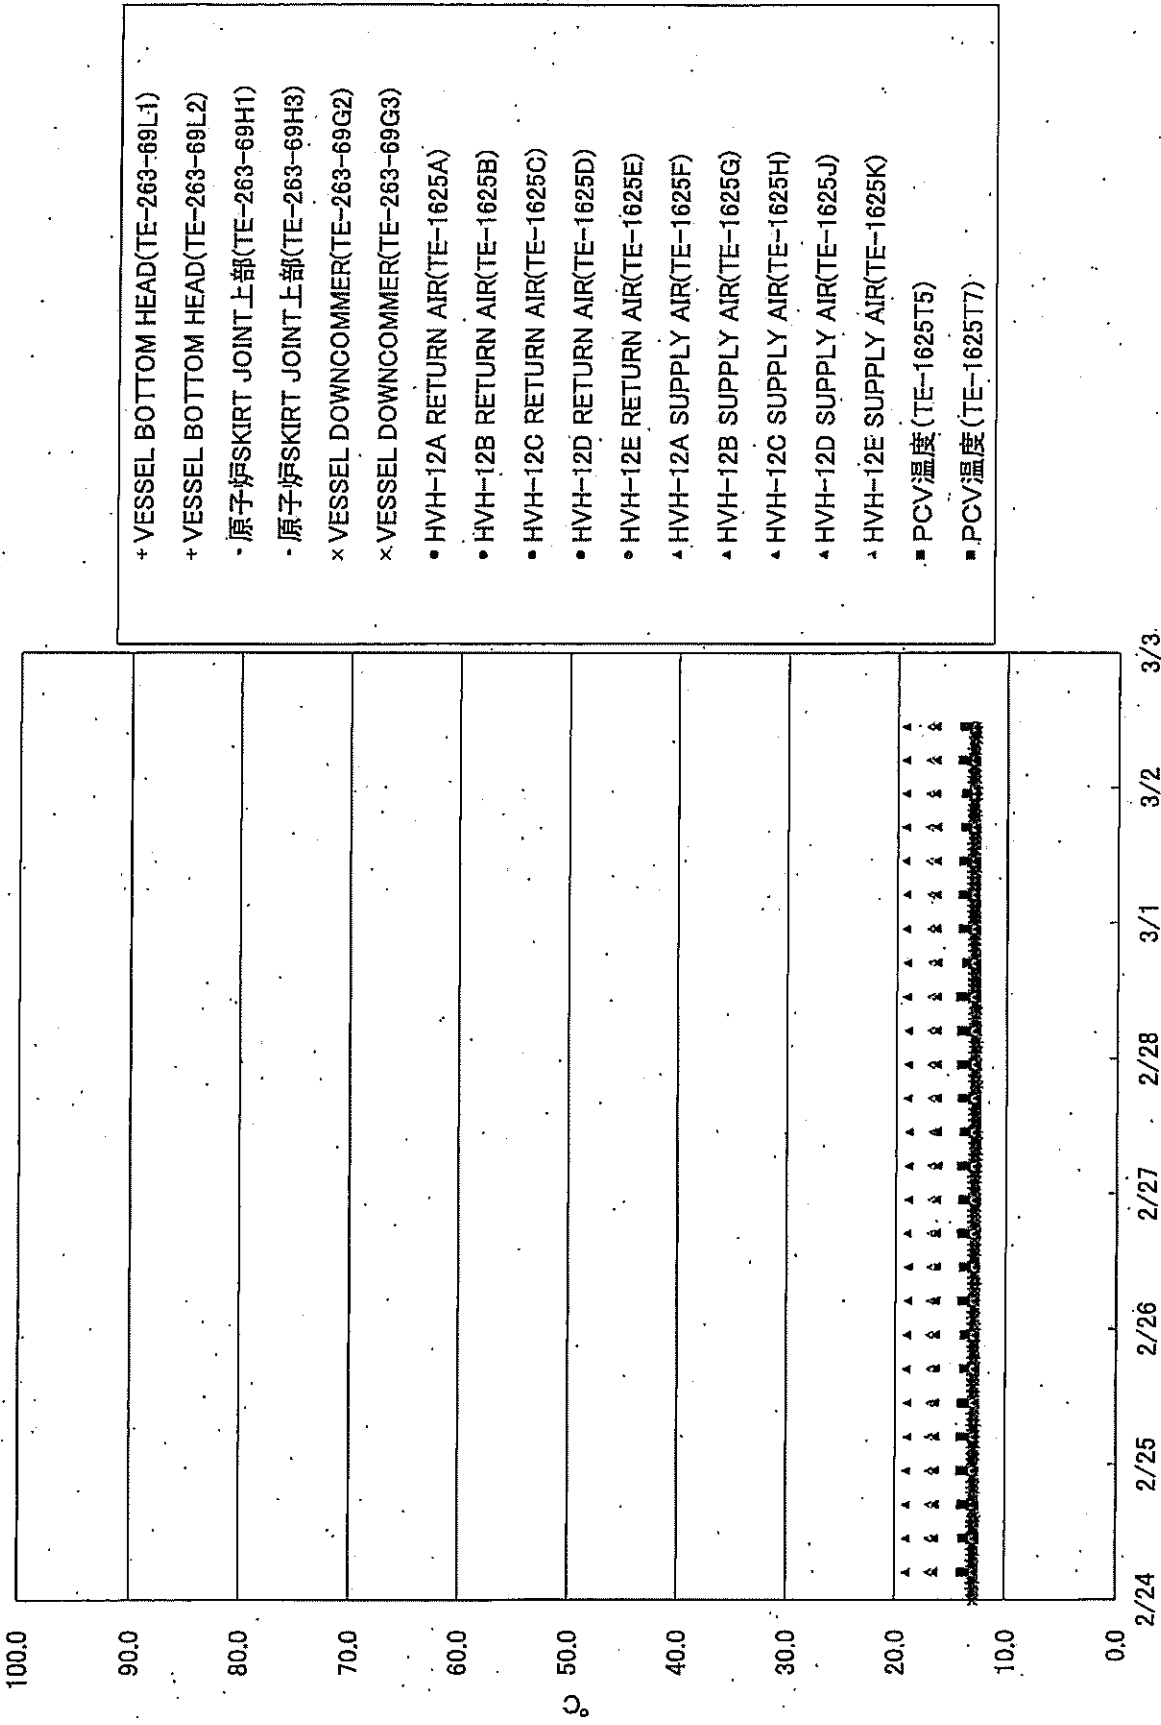 100.0
90.0
80.0
70.0
60.0
50.0
40.0
30.0
20.0
10.0
0.0
℃
2/24
2/25
2/26
2/27
2/28
3/1
3/2
3/3
+ VESSEL BOTTOM HEAD(TE-263-69L1)
+ VESSEL BOTTOM HEAD(TE-263-69L2)
- 原子炉SKIRT JOINT上部(TE-263-69H1)
- 原子炉SKIRT JOINT上部(TE-263-69H3)
× VESSEL DOWNCOMMER(TE-263-69G2)
× VESSEL DOWNCOMMER(TE-263-69G3)
● HVH-12A RETURN AIR(TE-1625A)
● HVH-12B RETURN AIR(TE-1625B)
● HVH-12C RETURN AIR(TE-1625C)
● HVH-12D RETURN AIR(TE-1625D)
● HVH-12E RETURN AIR(TE-1625E)
▲ HVH-12A SUPPLY AIR(TE-1625F)
▲ HVH-12B SUPPLY AIR(TE-1625G)
▲ HVH-12C SUPPLY AIR(TE-1625H)
▲ HVH-12D SUPPLY AIR(TE-1625J)
▲ HVH-12E SUPPLY AIR(TE-1625K)
■ PCV温度(TE-1625T5)
■ PCV温度(TE-1625T7)